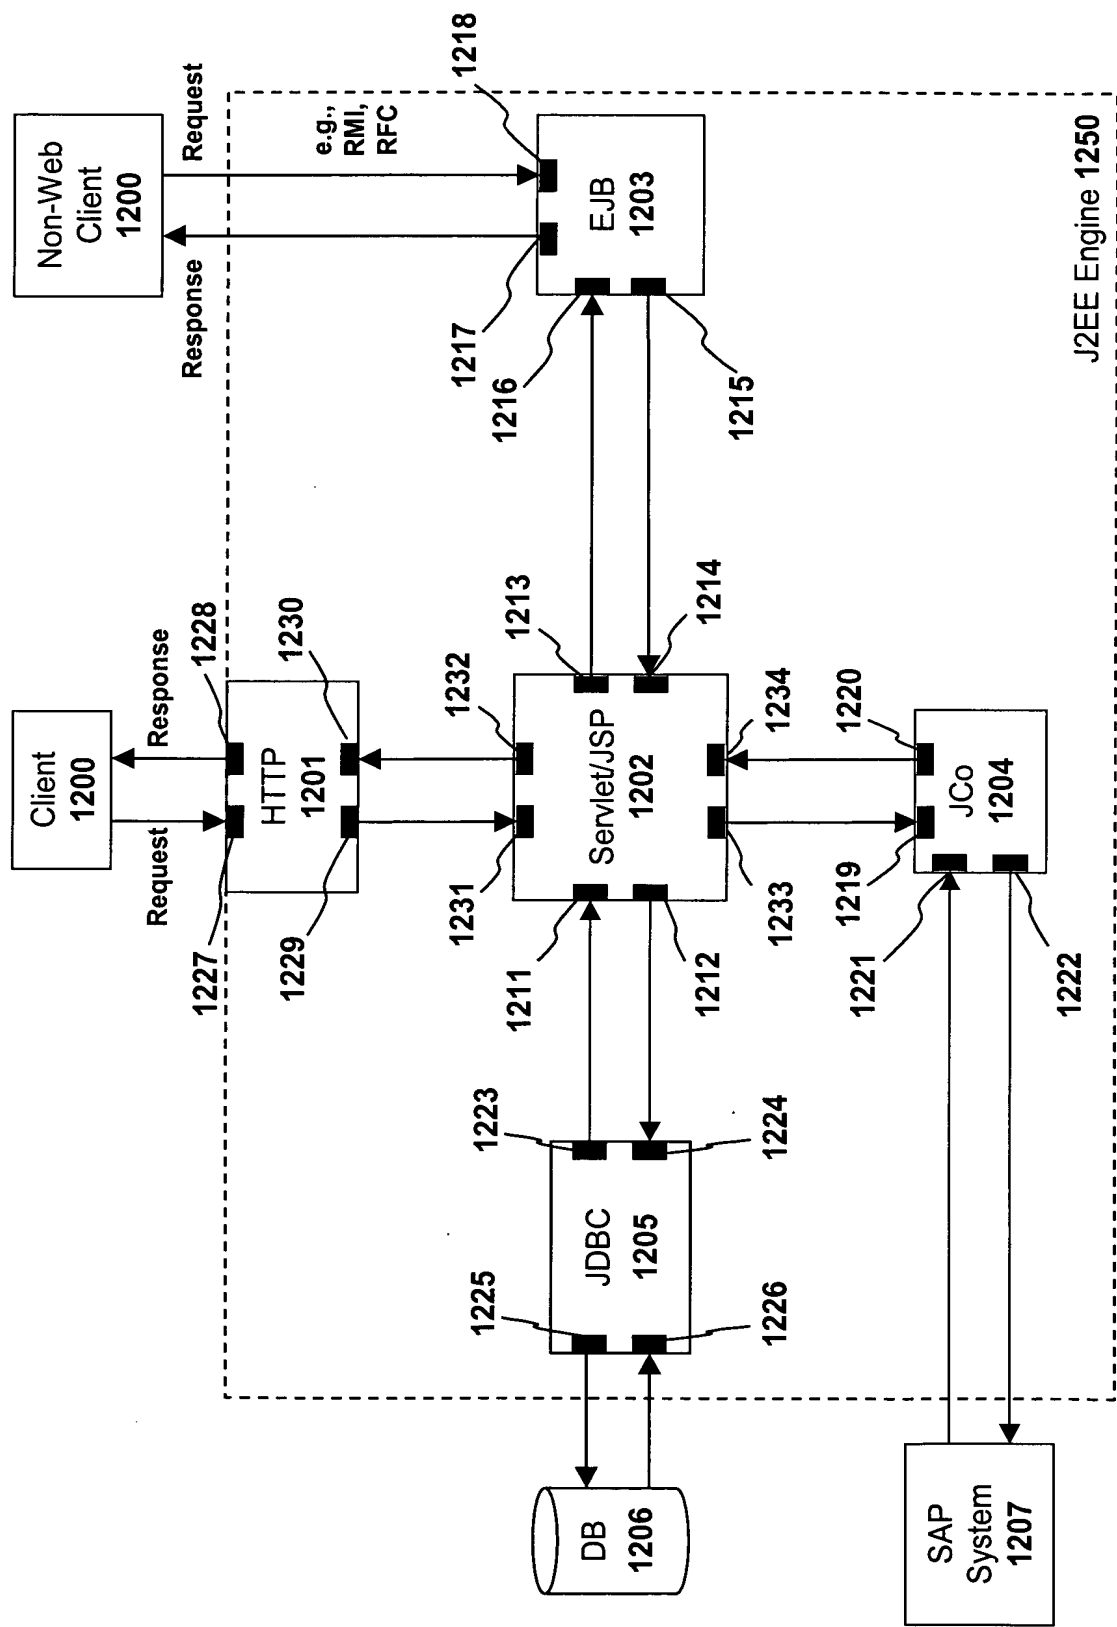 Client
1200
Non-Web
Client
1200
Request
Response
Response
Request
1227
1228
HTTP
1201
1229
1230
e.g.,
RMI,
RFC
1225
1223
1231
1232
1217
1218
1211
1213
1216
DB
1206
JDBC
1205
Servlet/JSP
1202
EJB
1203
1226
1224
1212
1214
1215
1233
1234
1219
1220
1221
SAP
System
1207
JCo
1204
1222
J2EE Engine 1250